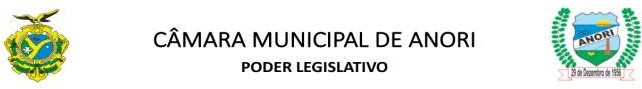 CÂMARA MUNICIPAL DE ANORI
PODER LEGISLATIVO
ANORI
29 de Dezembro de 1956